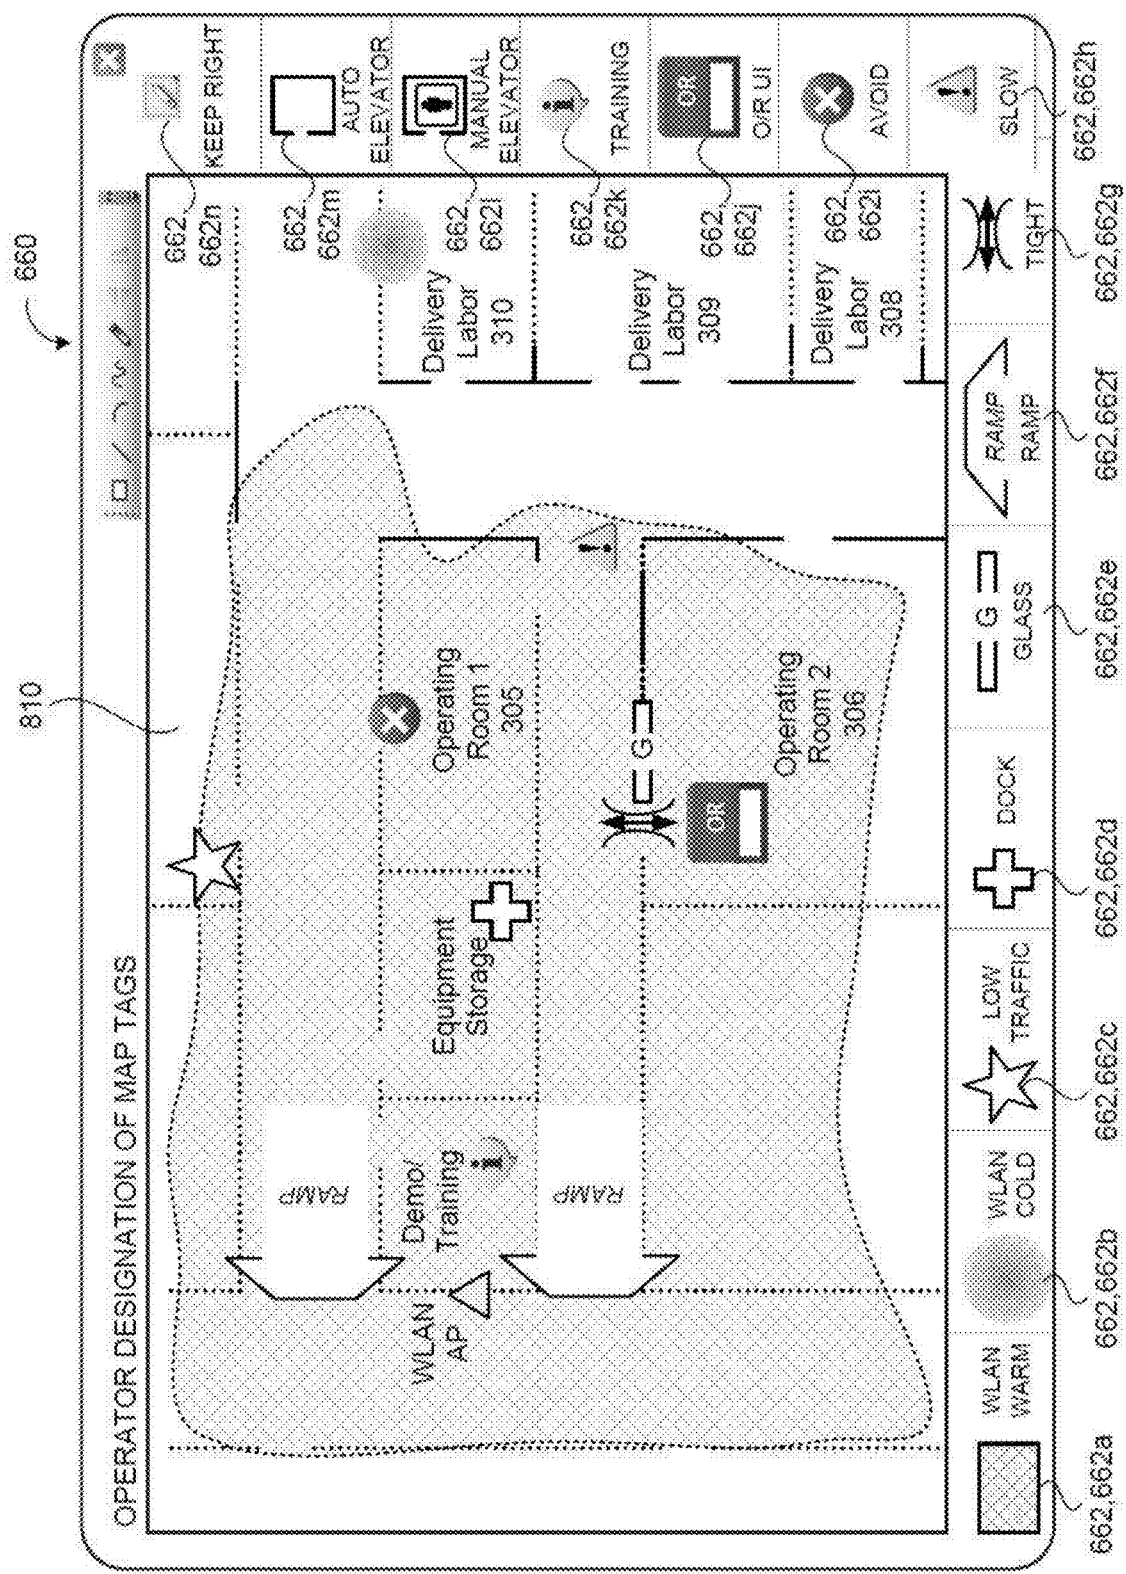 660
810
OPERATOR DESIGNATION OF MAP TAGS
WLAN
AP
RAMP
RAMP
Demo/
Training
Equipment
Storage
Operating
Room 1
305
G
OR
Operating
Room 2
306
Delivery
Labor
310
Delivery
Labor
309
Delivery
Labor
308
KEEP RIGHT
662,
662n
AUTO
ELEVATOR
662,
662m
MANUAL
ELEVATOR
662,
662l
TRAINING
662,
662k
OR
O/R UI
662,
662j
AVOID
662,
662i
SLOW
662,662h
WLAN
WARM
662,662a
WLAN
COLD
662,662b
LOW
TRAFFIC
662,662c
DOCK
662,662d
G
GLASS
662,662e
RAMP
RAMP
662,662f
TIGHT
662,662g